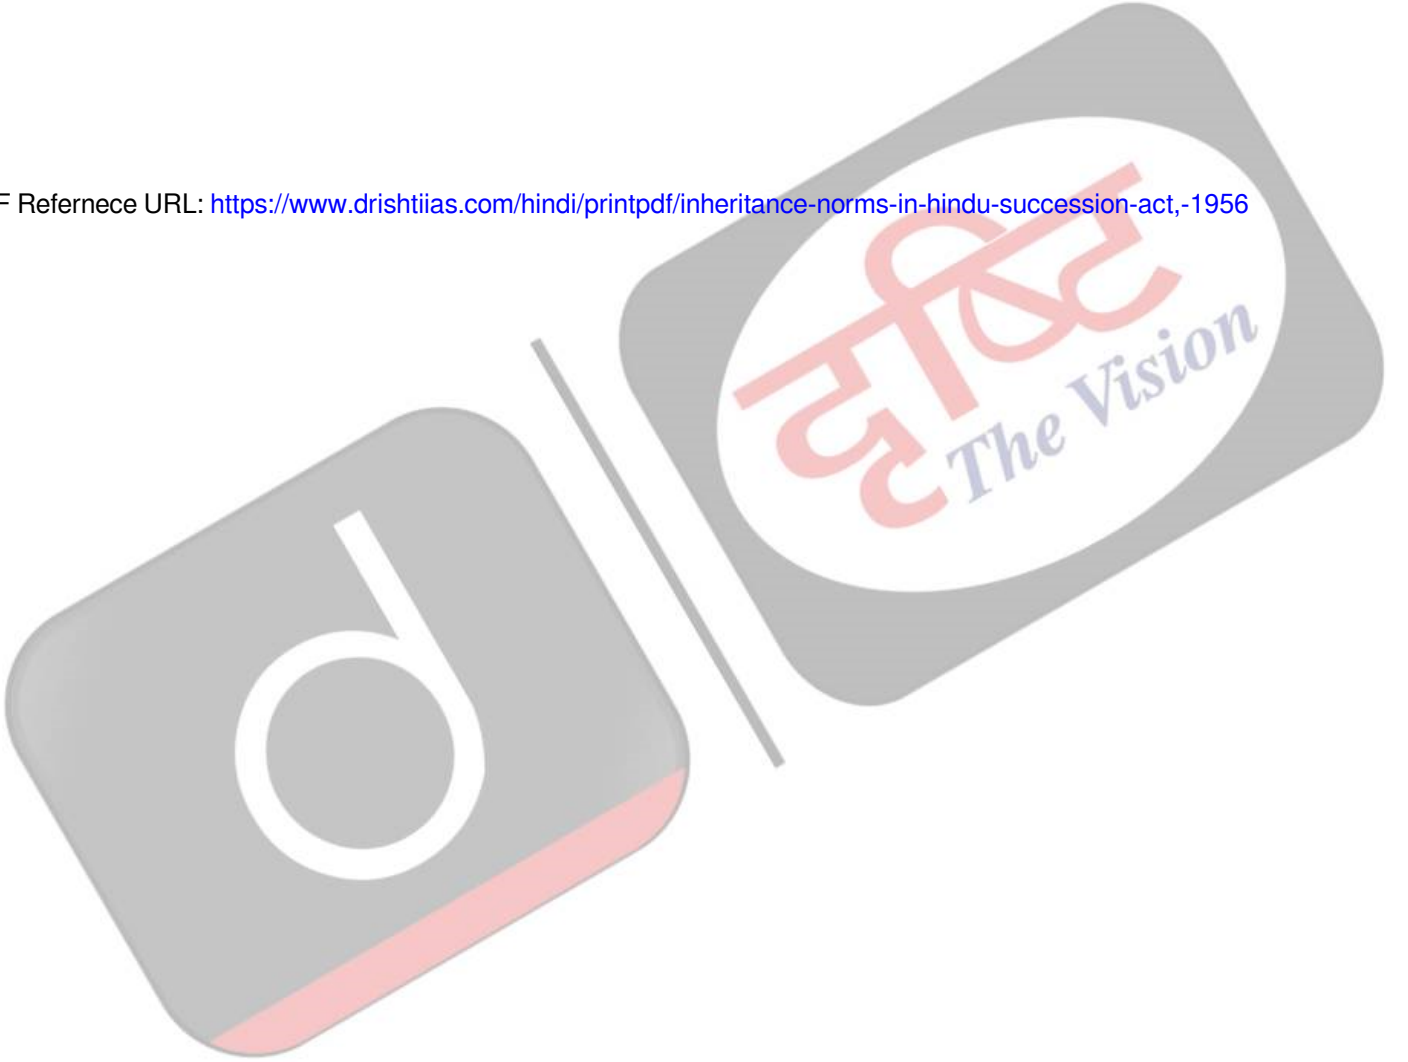 F Refernece URL: https://www.drishtiias.com/hindi/printpdf/inheritance-norms-in-hindu-succession-act,-1956
दृष्टि
The Vision
d